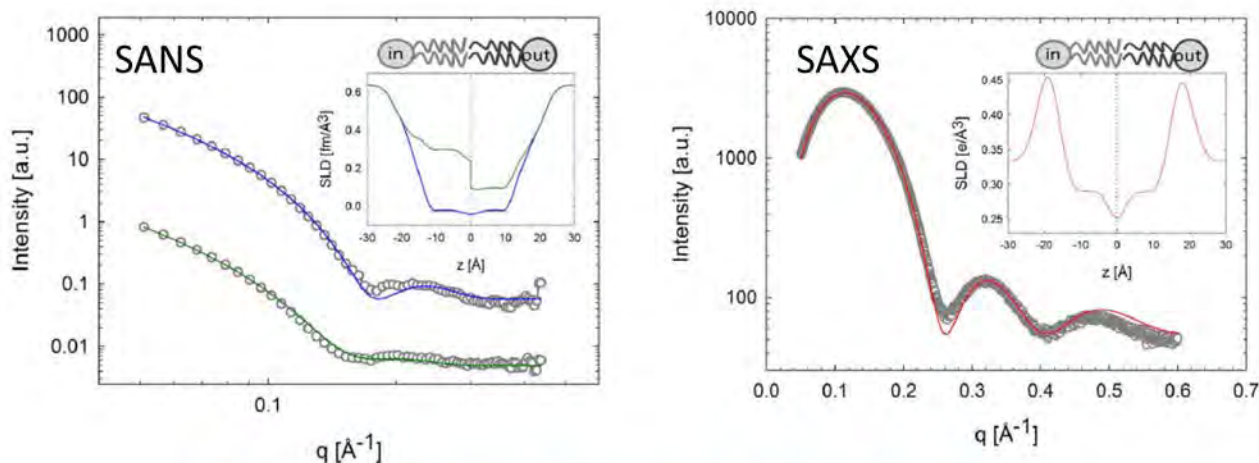 SANS
in out
SLD [fm/Å³]
0.6
0.4
0.2
0.0
-30 -20 -10 0 10 20 30
z [Å]
Intensity [a.u.]
1000
100
10
1
0.1
0.01
0.1
q [Å⁻¹]
SAXS
in out
SLD [e/Å³]
0.45
0.40
0.35
0.30
0.25
-30 -20 -10 0 10 20 30
z [Å]
Intensity [a.u.]
10000
1000
100
0.0 0.1 0.2 0.3 0.4 0.5 0.6 0.7
q [Å⁻¹]